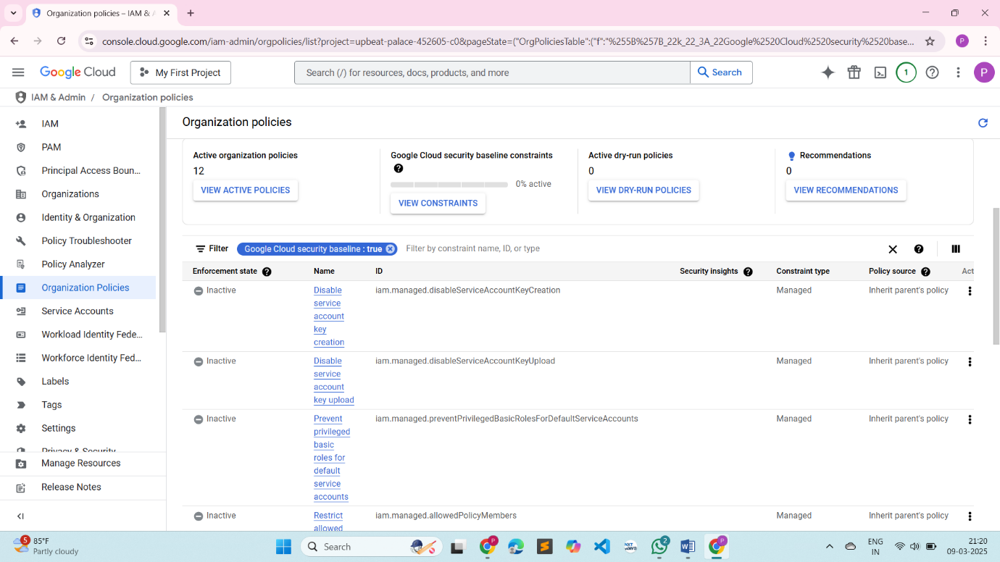 Organization policies – IAM & A
console.cloud.google.com/iam-admin/orgpolicies/list?project=upbeat-palace-452605-c0&pageState=("OrgPoliciesTable":("f":"%255B%257B_22k_22_3A_22Google%2520Cloud%2520security%2520base...
P
Google Cloud
My First Project
Search (/) for resources, docs, products, and more
Search
1
P
IAM & Admin / Organization policies
IAM
PAM
Principal Access Boun...
Organizations
Identity & Organization
Policy Troubleshooter
Policy Analyzer
Organization Policies
Service Accounts
Workload Identity Fede...
Workforce Identity Fed...
Labels
Tags
Settings
Privacy & Security
Manage Resources
Release Notes
Organization policies
Active organization policies
12
VIEW ACTIVE POLICIES
Google Cloud security baseline constraints
0% active
VIEW CONSTRAINTS
Active dry-run policies
0
VIEW DRY-RUN POLICIES
Recommendations
0
VIEW RECOMMENDATIONS
Filter Google Cloud security baseline : true Filter by constraint name, ID, or type
Enforcement state Name ID Security insights Constraint type Policy source Act
Inactive Disable iam.managed.disableServiceAccountKeyCreation Managed Inherit parent's policy
service
account
key
creation
Inactive Disable iam.managed.disableServiceAccountKeyUpload Managed Inherit parent's policy
service
account
key upload
Inactive Prevent iam.managed.preventPrivilegedBasicRolesForDefaultServiceAccounts Managed Inherit parent's policy
privileged
basic
roles for
default
service
accounts
Inactive Restrict iam.managed.allowedPolicyMembers Managed Inherit parent's policy
allowed
5
85°F
Partly cloudy
Search
P
NXT
WAVE
2
P
ENG
IN
21:20
09-03-2025